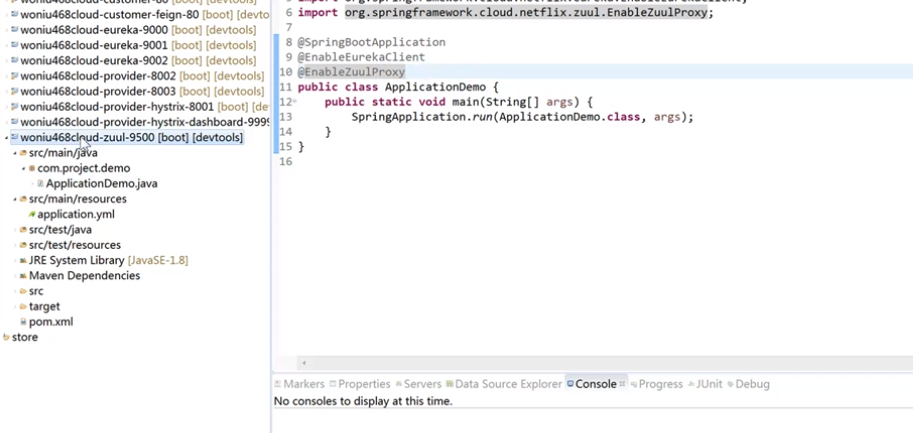 woniu468cloud-customer-feign-80 [boot] [devto
woniu468cloud-eureka-9000 [boot] [devtools]
woniu468cloud-eureka-9001 [boot] [devtools]
woniu468cloud-eureka-9002 [boot] [devtools]
woniu468cloud-provider-8002 [boot] [devtools]
woniu468cloud-provider-8003 [boot] [devtools]
woniu468cloud-provider-hystrix-8001 [boot] [de
woniu468cloud-provider-hystrix-dashboard-9999
woniu468cloud-zuul-9500 [boot] [devtools]
src/main/java
com.project.demo
ApplicationDemo.java
src/main/resources
application.yml
src/test/java
src/test/resources
JRE System Library [JavaSE-1.8]
Maven Dependencies
src
target
pom.xml
store
6 import org.springframework.cloud.netflix.zuul.EnableZuulProxy;
7
8 @SpringBootApplication
9 @EnableEurekaClient
10 @EnableZuulProxy
11 public class ApplicationDemo {
12 public static void main(String[] args) {
13 SpringApplication.run(ApplicationDemo.class, args);
14 }
15 }
16
Markers Properties Servers Data Source Explorer Console Progress JUnit Debug
No consoles to display at this time.